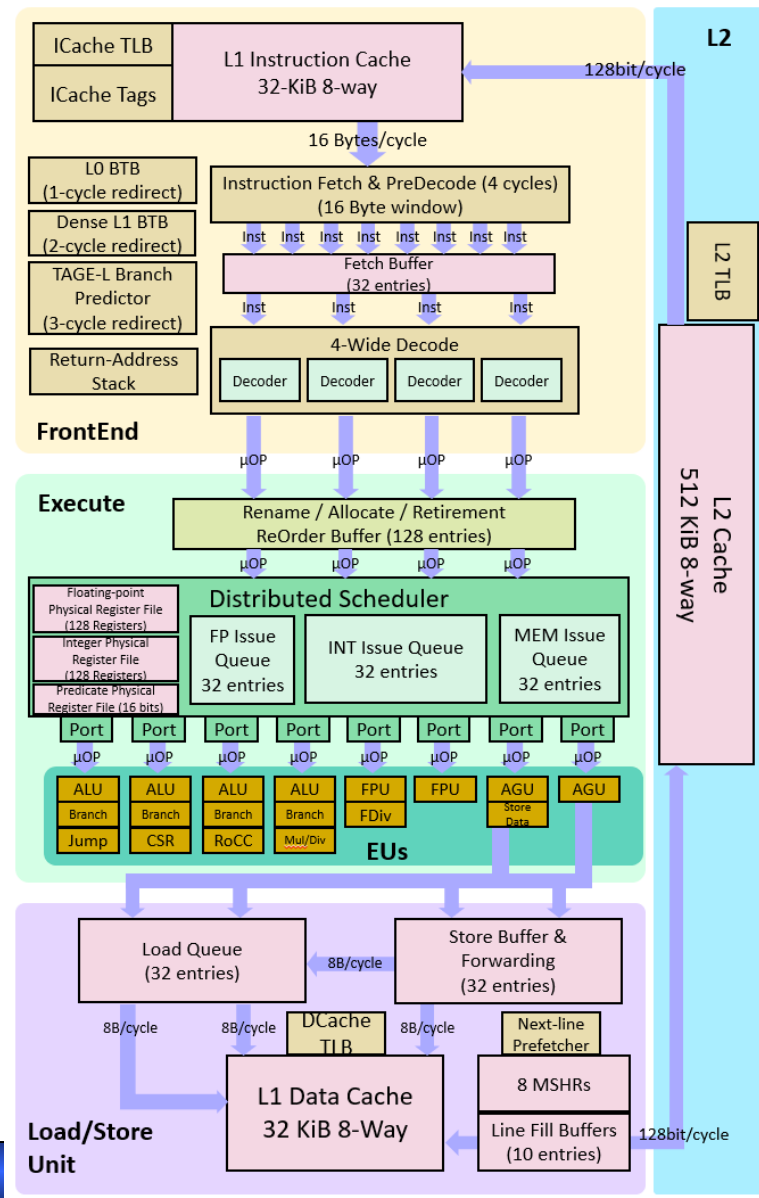 ICache TLB
ICache Tags
L1 Instruction Cache
32-KiB 8-way
L2
128bit/cycle
16 Bytes/cycle
L0 BTB
(1-cycle redirect)
Dense L1 BTB
(2-cycle redirect)
TAGE-L Branch
Predictor
(3-cycle redirect)
Return-Address
Stack
Instruction Fetch & PreDecode (4 cycles)
(16 Byte window)
Inst Inst Inst Inst Inst Inst Inst Inst
Fetch Buffer
(32 entries)
Inst Inst Inst Inst
4-Wide Decode
Decoder Decoder Decoder Decoder
FrontEnd
μOP μOP μOP μOP
L2 TLB
L2 Cache
512 KiB 8-way
Execute
Rename / Allocate / Retirement
ReOrder Buffer (128 entries)
μOP μOP μOP μOP
Distributed Scheduler
Floating-point
Physical Register File
(128 Registers)
Integer Physical
Register File
(128 Registers)
Predicate Physical
Register File (16 bits)
FP Issue
Queue
32 entries
INT Issue Queue
32 entries
MEM Issue
Queue
32 entries
Port Port Port Port Port Port Port Port
μOP μOP μOP μOP μOP μOP μOP μOP
ALU ALU ALU ALU FPU FPU AGU AGU
Branch Branch Branch Branch FDiv Store
Data
Jump CSR RoCC Mul/Div
EUs
Load Queue
(32 entries)
8B/cycle
Store Buffer &
Forwarding
(32 entries)
8B/cycle 8B/cycle 8B/cycle
DCache
TLB
Next-line
Prefetcher
L1 Data Cache
32 KiB 8-Way
8 MSHRs
Line Fill Buffers
(10 entries)
128bit/cycle
Load/Store
Unit